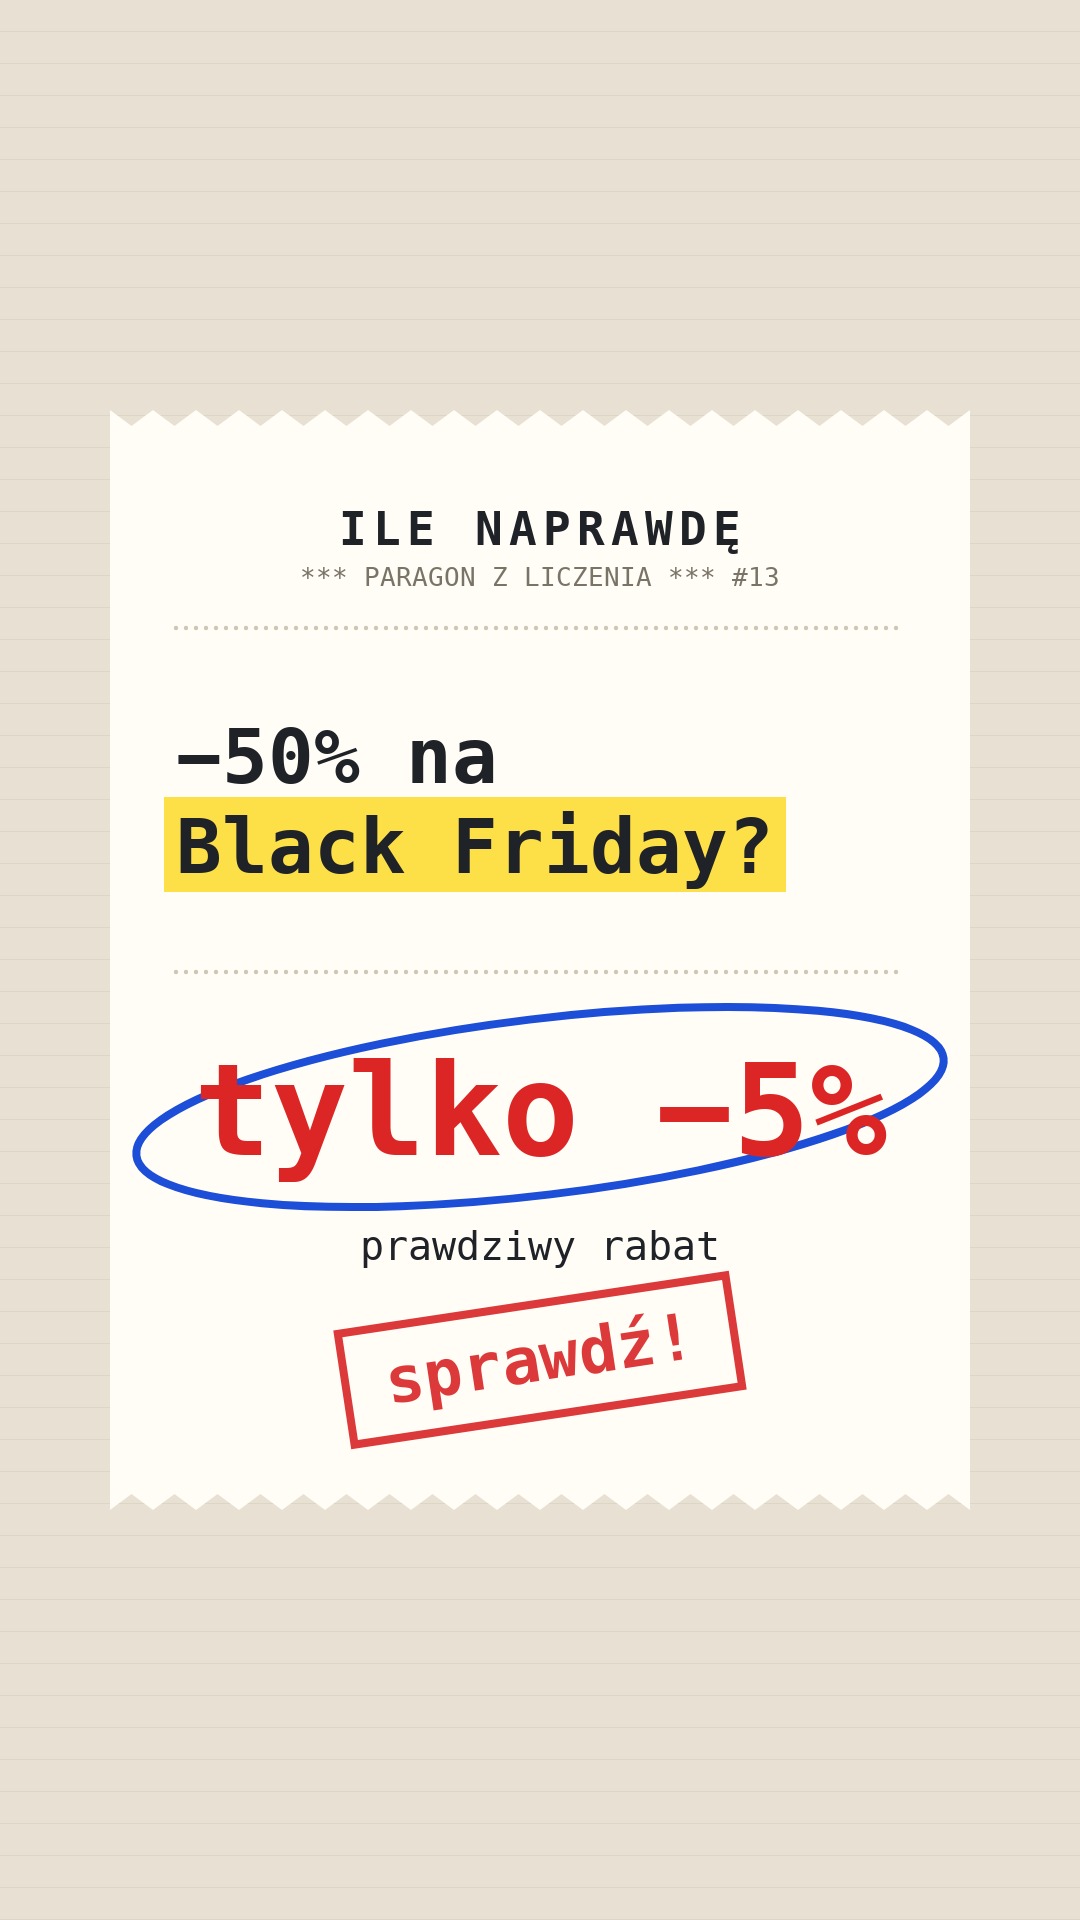 ILE NAPRAWDĘ
*** PARAGON Z LICZENIA *** #13
−50% na
Black Friday?
tylko −5%
prawdziwy rabat
sprawdź!